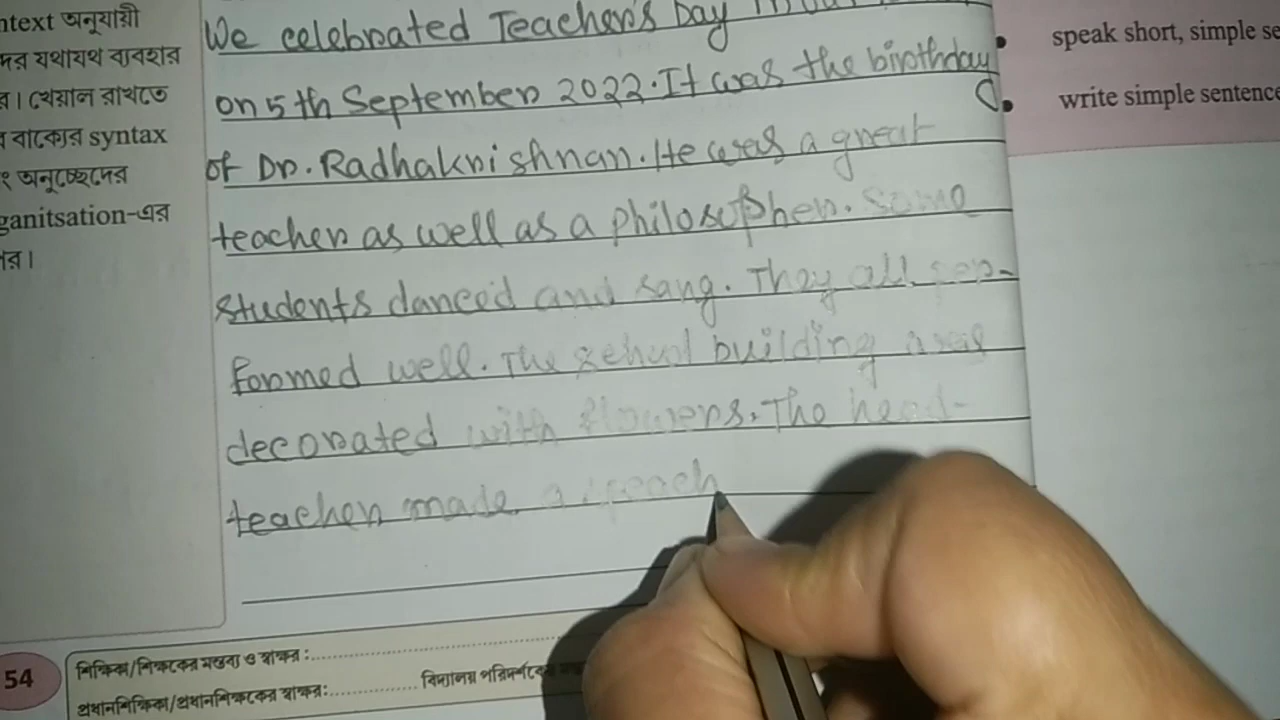 ntext অনুযায়ী
দের যথাযথ ব্যবহার
র। খেয়াল রাখতে
বাক্যের syntax
ং অনুচ্ছেদের
ganitsation-এর
We celebrated Teacher's Day
on 5th September 2022. It was the birthday
of Dr. Radhakrishnan. He was a great
teacher as well as a philosopher. Some
students danced and sang. They all per-
formed well. The school building was
decorated with flowers. The head-
teacher made a speech
speak short, simple se
write simple sentence
54
শিক্ষিকা/শিক্ষকের মন্তব্য ও স্বাক্ষর :
প্রধানশিক্ষিকা/প্রধানশিক্ষকের স্বাক্ষর:
বিদ্যালয় পরিদর্শকের